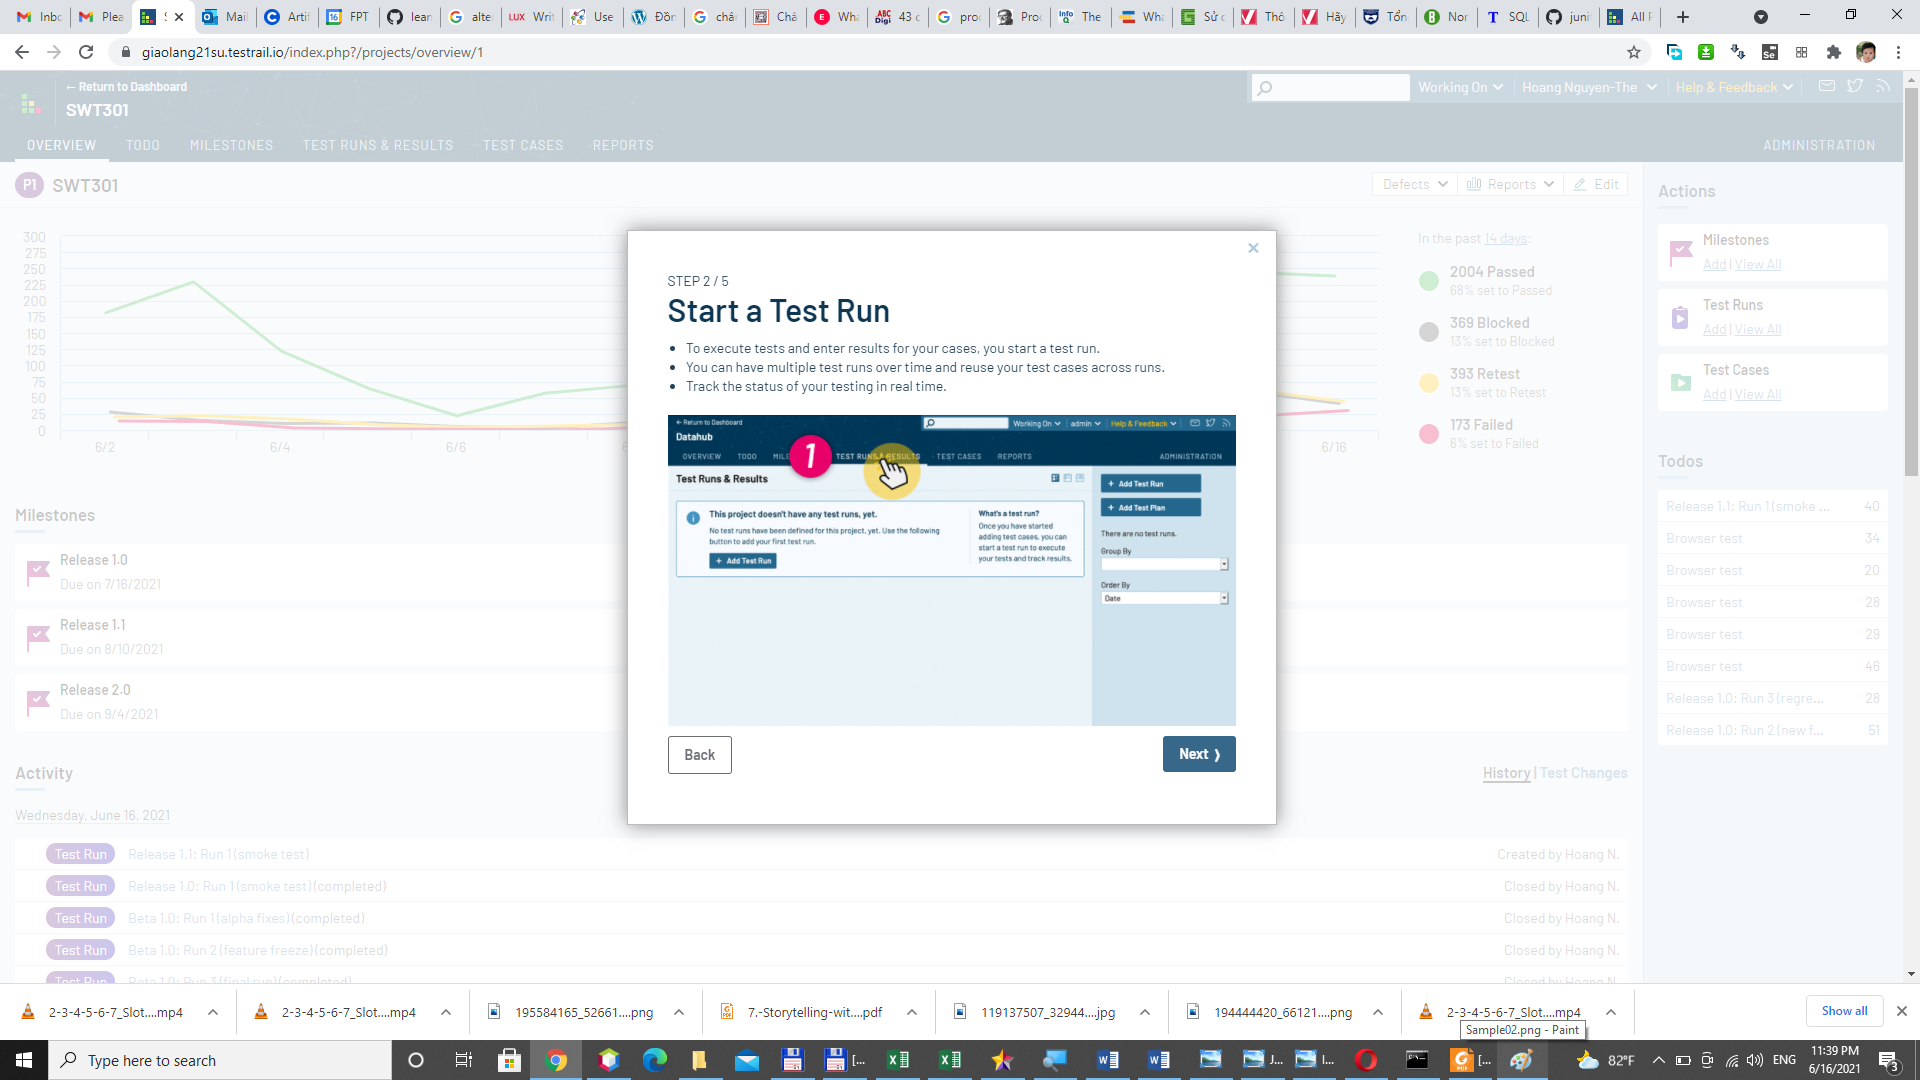 Inbo
Plea
S
Mail
Artif
FPT
lear
alte
LUX Writ
Use
Đồn
châ
Châ
Wha
ABC Digi 43 c
proc
Proc
Info The
Wha
Sử d
Thô
Hãy
Tổn
Nor
SQL
juni
All F
giaolang21su.testrail.io/index.php?/projects/overview/1
← Return to Dashboard
SWT301
Working On
Hoang Nguyen-The
Help & Feedback
OVERVIEW TODO MILESTONES TEST RUNS & RESULTS TEST CASES REPORTS ADMINISTRATION
P1 SWT301
Defects Reports Edit
300
275
250
225
200
175
150
125
100
75
50
25
0
6/2 6/4 6/6 6/16
In the past 14 days:
2004 Passed
68% set to Passed
369 Blocked
13% set to Blocked
393 Retest
13% set to Retest
173 Failed
6% set to Failed
Actions
Milestones
Add | View All
Test Runs
Add | View All
Test Cases
Add | View All
Todos
Release 1.1: Run 1 (smoke ... 40
Browser test 34
Browser test 20
Browser test 28
Browser test 29
Browser test 46
Release 1.0: Run 3 (regre... 28
Release 1.0: Run 2 (new f... 51
STEP 2 / 5
Start a Test Run
To execute tests and enter results for your cases, you start a test run.
You can have multiple test runs over time and reuse your test cases across runs.
Track the status of your testing in real time.
← Return to Dashboard
Datahub
Working On admin Help & Feedback
OVERVIEW TODO MILE 1 TEST RUNS & RESULTS TEST CASES REPORTS ADMINISTRATION
Test Runs & Results
This project doesn't have any test runs, yet.
No test runs have been defined for this project, yet. Use the following
button to add your first test run.
+ Add Test Run
What's a test run?
Once you have started
adding test cases, you can
start a test run to execute
your tests and track results.
+ Add Test Run
+ Add Test Plan
There are no test runs.
Group By
Order By
Date
Back
Next
Milestones
Release 1.0
Due on 7/16/2021
Release 1.1
Due on 8/10/2021
Release 2.0
Due on 9/4/2021
Activity
History | Test Changes
Wednesday, June 16, 2021
Test Run Release 1.1: Run 1 (smoke test) Created by Hoang N.
Test Run Release 1.0: Run 1 (smoke test) (completed) Closed by Hoang N.
Test Run Beta 1.0: Run 1 (alpha fixes) (completed) Closed by Hoang N.
Test Run Beta 1.0: Run 2 (feature freeze) (completed) Closed by Hoang N.
Test Run Beta 1.0: Run 3 (final run) (completed) Closed by Hoang N.
2-3-4-5-6-7_Slot....mp4
2-3-4-5-6-7_Slot....mp4
195584165_52661....png
7.-Storytelling-wit....pdf
119137507_32944....jpg
194444420_66121....png
2-3-4-5-6-7_Slot....mp4
Show all
Sample02.png - Paint
Type here to search
[...
J...
I...
[...
82°F
ENG
11:39 PM
6/16/2021
3